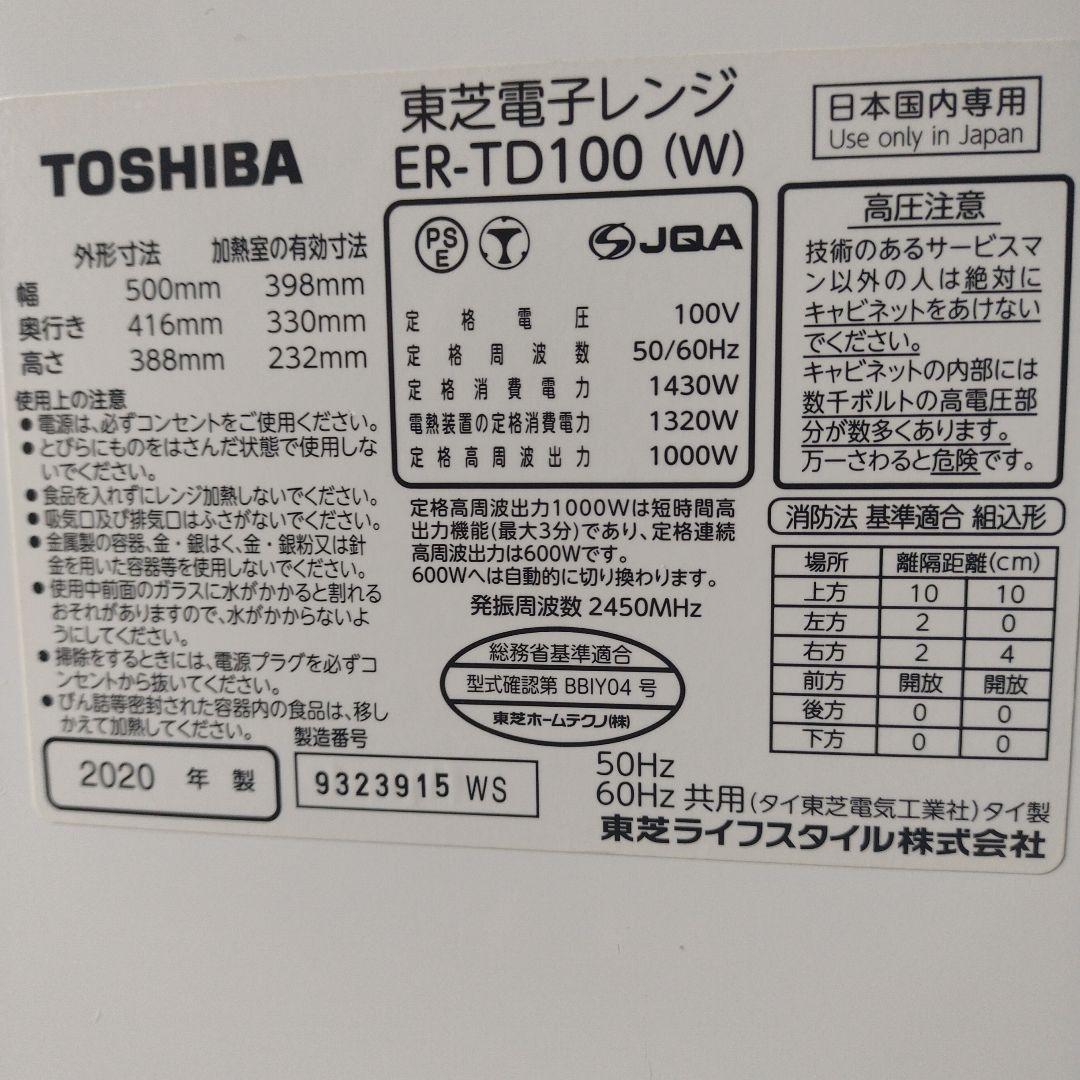 TOSHIBA
東芝電子レンジ
ER-TD100 (W)
日本国内専用
Use only in Japan
外形寸法 加熱室の有効寸法
幅 500mm 398mm
奥行き 416mm 330mm
高さ 388mm 232mm
使用上の注意
●電源は、必ずコンセントをご使用ください。
●とびらにものをはさんだ状態で使用しな
いでください。
●食品を入れずにレンジ加熱しないでください。
●吸気口及び排気口はふさがないでください。
●金属製の容器、金・銀はく、金・銀粉又は針
金を用いた容器等を使用しないでください。
●使用中前面のガラスに水がかかると割れる
おそれがありますので、水がかからないよ
うにしてください。
●掃除をするときには、電源プラグを必ずコ
ンセントから抜いてください。
●びん詰等密封された容器内の食品は、移し
かえて加熱してください。
2020 年 製
製造番号
9323915 WS
PS
E
JQA
定格電圧 100V
定格周波数 50/60Hz
定格消費電力 1430W
電熱装置の定格消費電力 1320W
定格高周波出力 1000W
定格高周波出力1000Wは短時間高
出力機能(最大3分)であり、定格連続
高周波出力は600Wです。
600Wへは自動的に切り換わります。
発振周波数 2450MHz
総務省基準適合
型式確認第 BBIY04 号
東芝ホームテクノ(株)
高圧注意
技術のあるサービスマ
ン以外の人は絶対に
キャビネットをあけない
でください。
キャビネットの内部には
数千ボルトの高電圧部
分が数多くあります。
万一さわると危険です。
消防法 基準適合 組込形
場所 離隔距離(cm)
上方 10 10
左方 2 0
右方 2 4
前方 開放 開放
後方 0 0
下方 0 0
50Hz
60Hz 共用(タイ東芝電気工業社)タイ製
東芝ライフスタイル株式会社